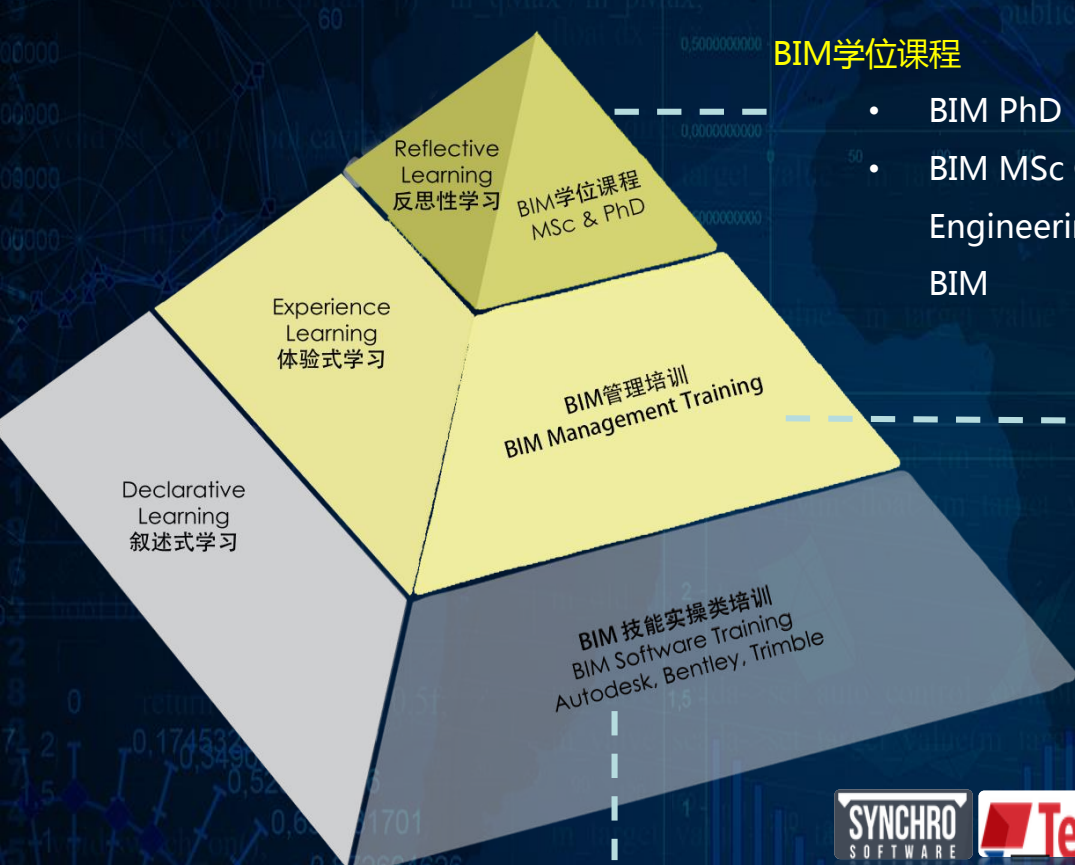 BIM学位课程
• BIM PhD
• BIM MSc
BIM
Reflective
Learning
反思性学习
BIM学位课程
MSc & PhD
Experience
Learning
体验式学习
BIM管理培训
BIM Management Training
Declarative
Learning
叙述式学习
BIM 技能实操类培训
BIM Software Training
Autodesk, Bentley, Trimble
SYNCHRO
SOFTWARE